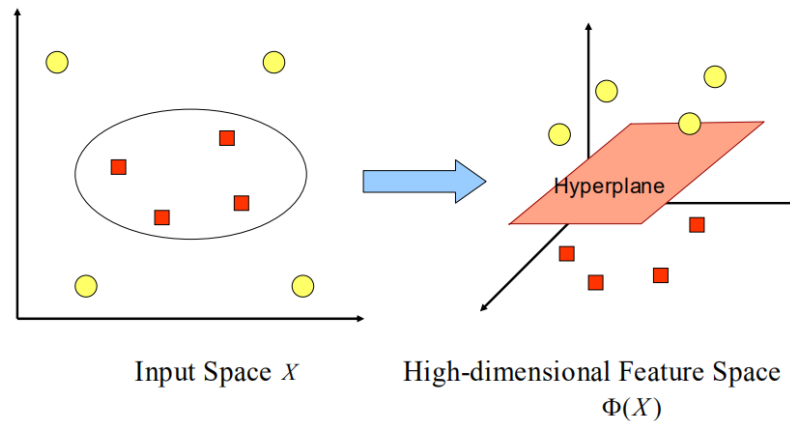 Hyperplane
Input Space X
High-dimensional Feature Space
Φ(X)